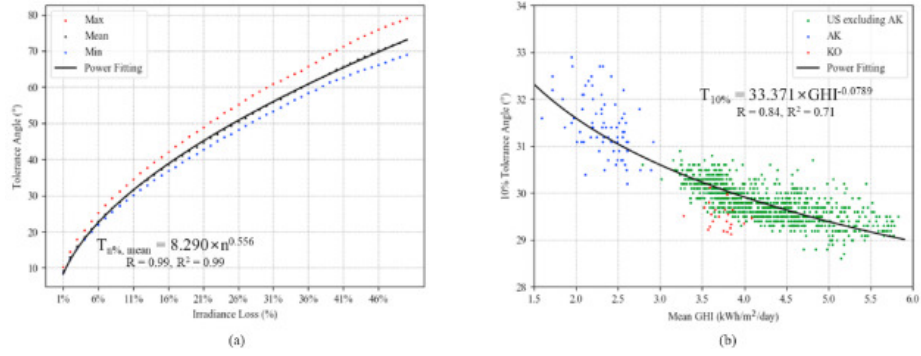 80
70
60
50
40
30
20
10
Tolerance Angle (°)
Max
Mean
Min
Power Fitting
T_{n%, mean} = 8.290×n^{0.556}
R = 0.99, R² = 0.99
1% 6% 11% 16% 21% 26% 31% 36% 41% 46%
Irradiance Loss (%)
(a)
34
33
32
31
30
29
28
10% Tolerance Angle (°)
US excluding AK
AK
KO
Power Fitting
T_{10%} = 33.371×GHI^{-0.0789}
R = 0.84, R² = 0.71
1.5 2.0 2.5 3.0 3.5 4.0 4.5 5.0 5.5 6.0
Mean GHI (kWh/m²/day)
(b)